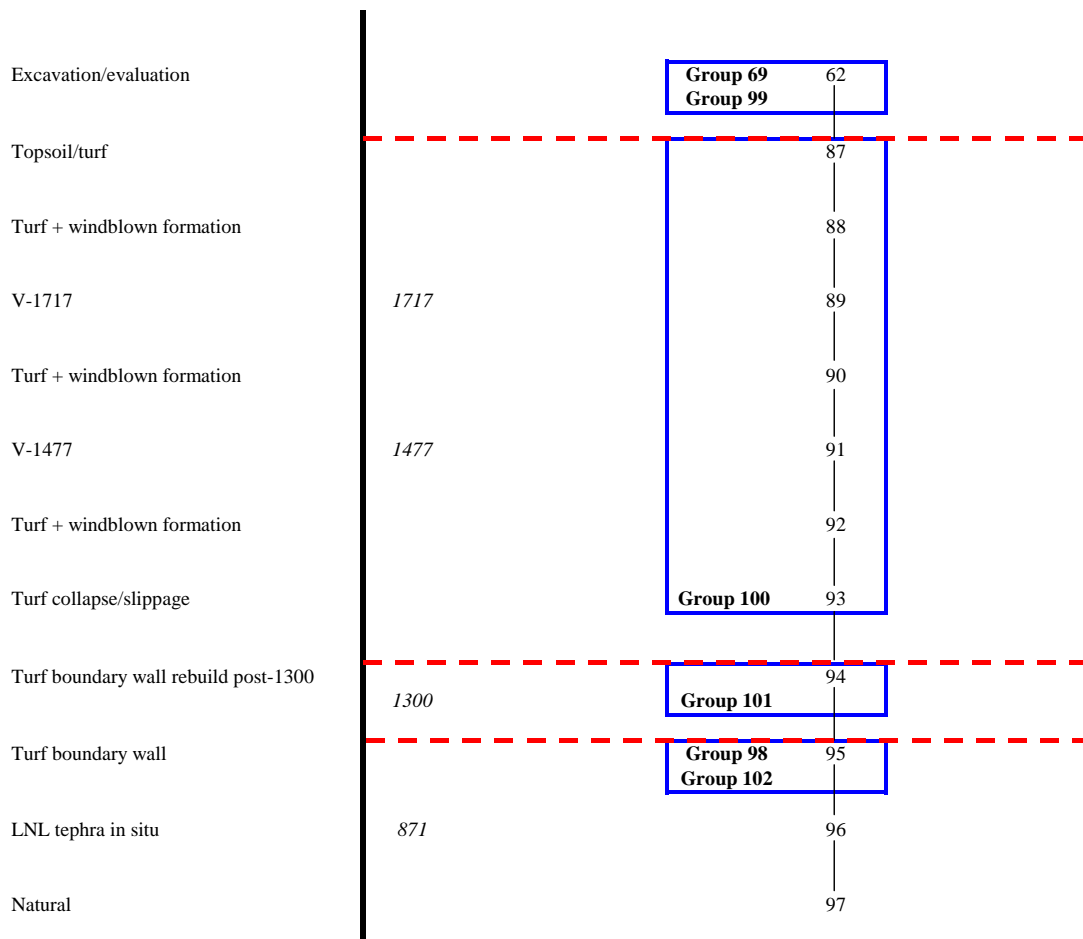 Excavation/evaluation Group 69 62
Group 99
Topsoil/turf 87
Turf + windblown formation 88
V-1717 1717 89
Turf + windblown formation 90
V-1477 1477 91
Turf + windblown formation 92
Turf collapse/slippage Group 100 93
Turf boundary wall rebuild post-1300 94
1300 Group 101
Turf boundary wall Group 98 95
Group 102
LNL tephra in situ 871 96
Natural 97